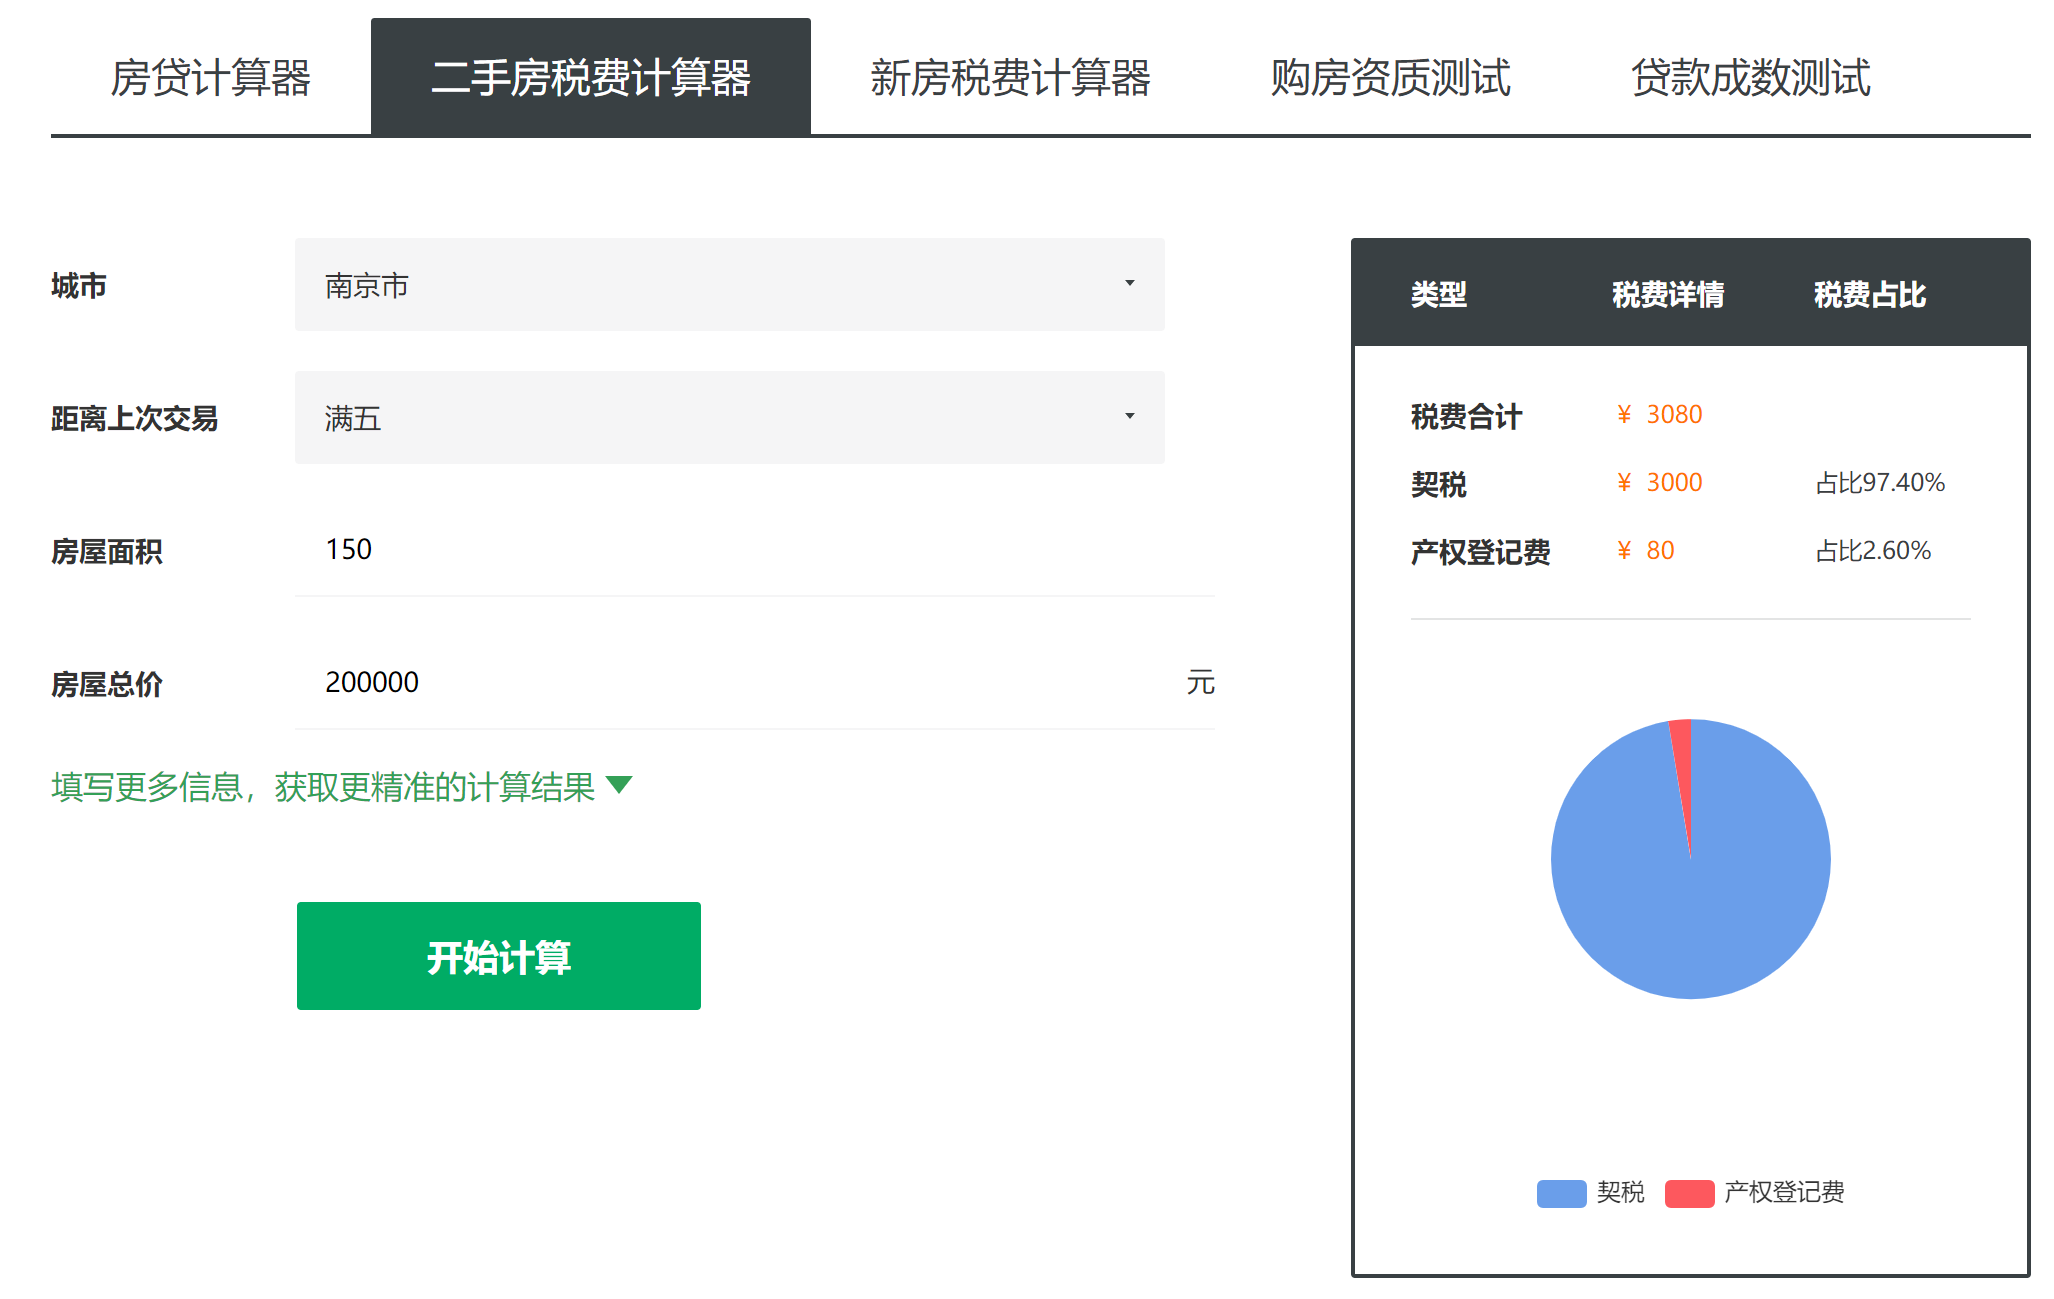 房贷计算器 二手房税费计算器 新房税费计算器 购房资质测试 贷款成数测试
城市 南京市
距离上次交易 满五
房屋面积 150
房屋总价 200000 元
填写更多信息，获取更精准的计算结果
开始计算
类型 税费详情 税费占比
税费合计 ¥ 3080
契税 ¥ 3000 占比97.40%
产权登记费 ¥ 80 占比2.60%
契税 产权登记费